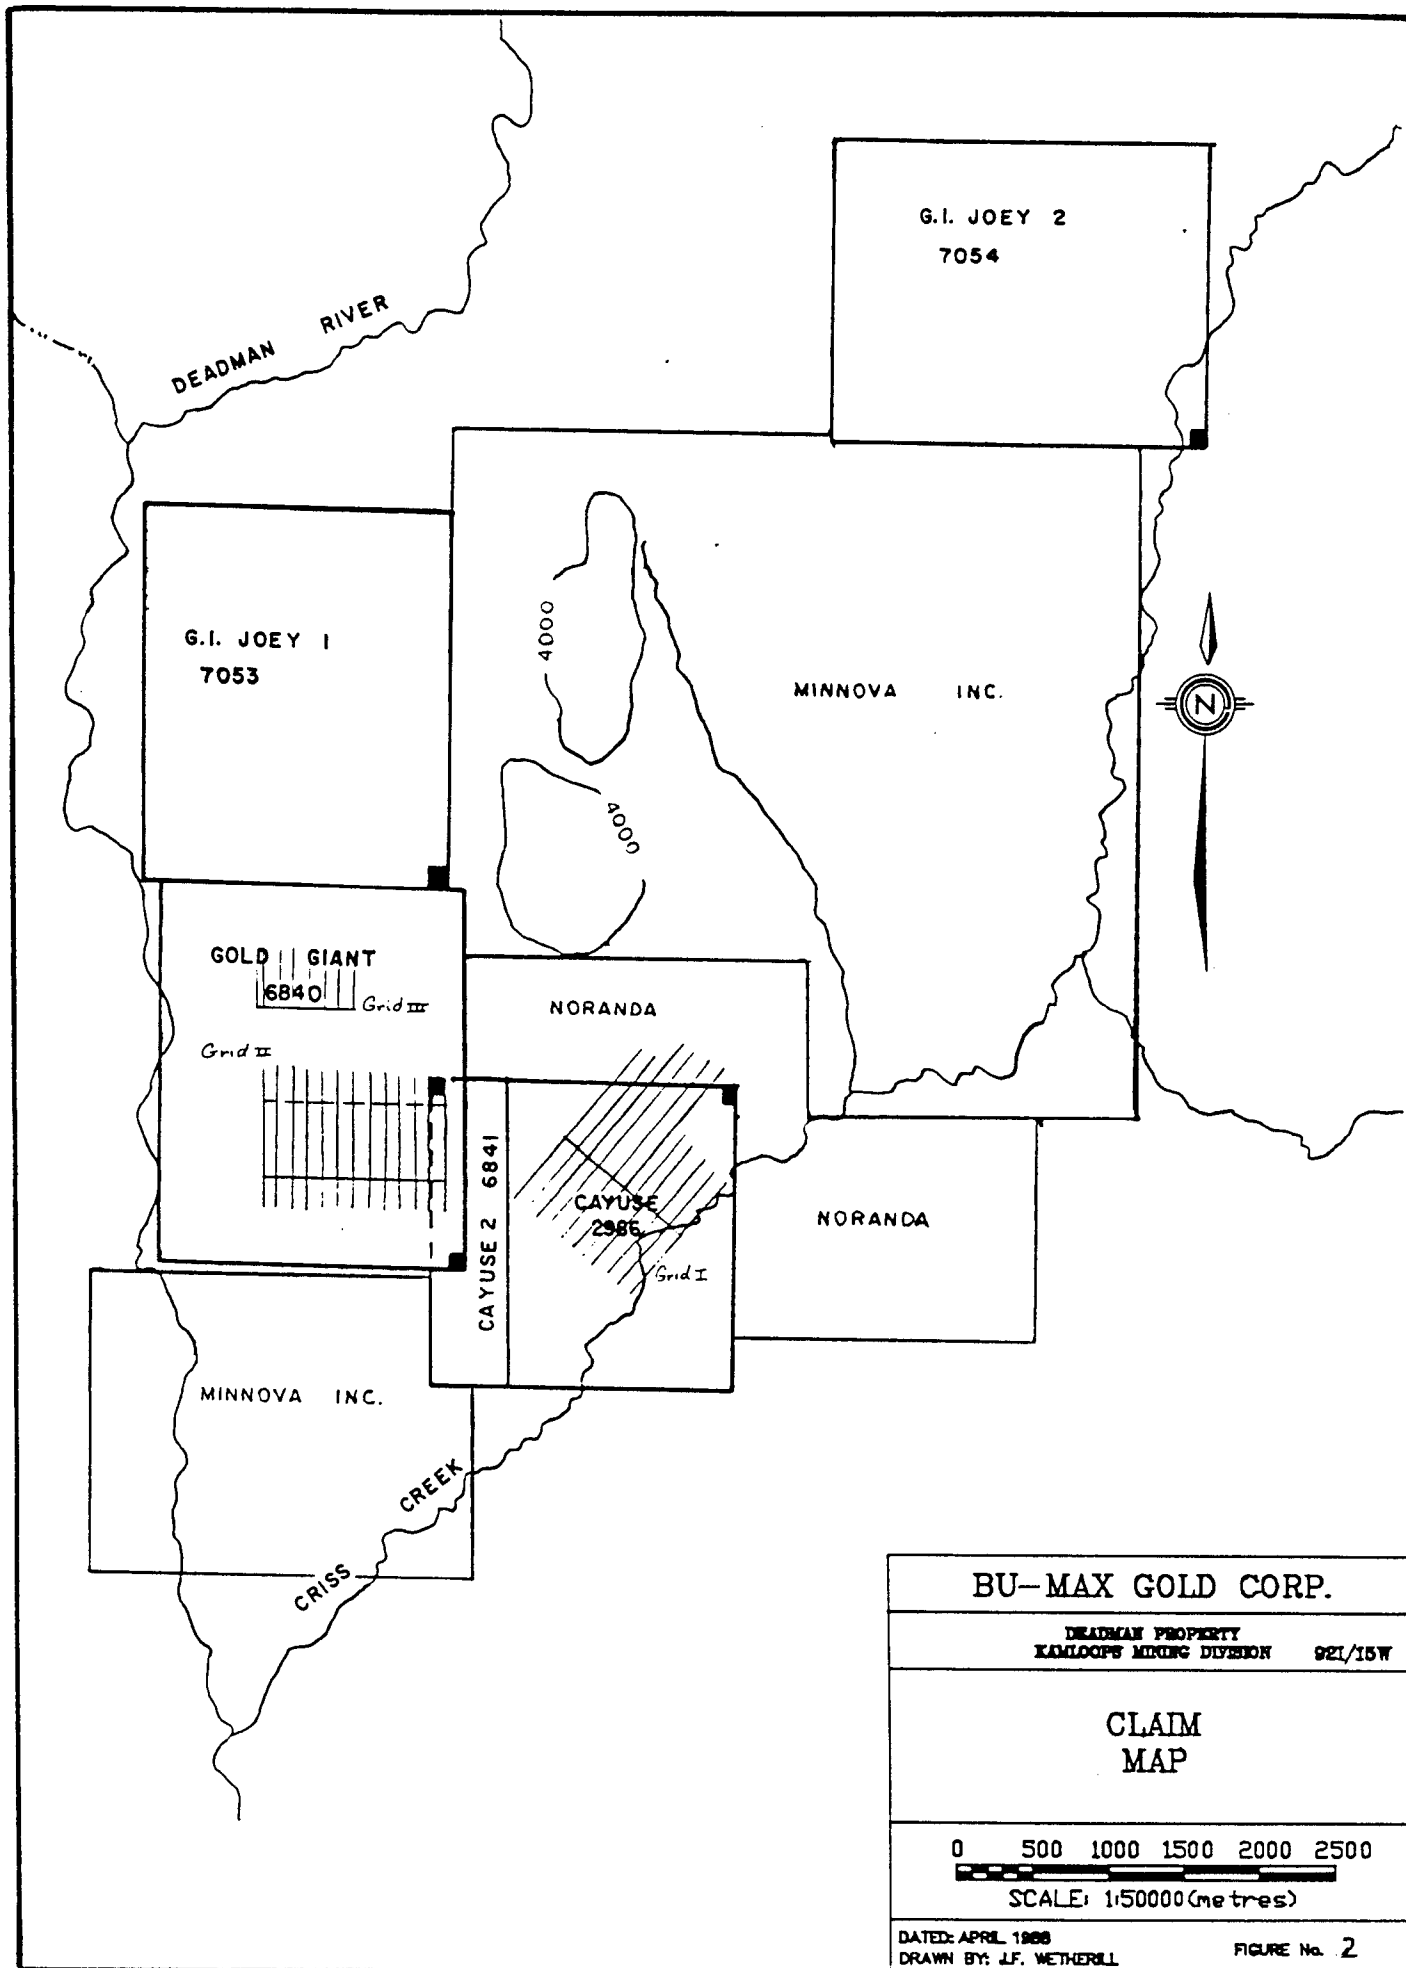 G.I. JOEY 2
7054
DEADMAN RIVER
G.I. JOEY 1
7053
4000
MINNOVA INC.
N
4000
GOLD GIANT
6840
Grid III
NORANDA
Grid II
CAYUSE 2 6841
CAYUSE
2986
NORANDA
Grid I
MINNOVA INC.
CRISS CREEK
BU-MAX GOLD CORP.
DEADMAN PROPERTY
KAMLOOPS MINING DIVISION 92I/15W
CLAIM
MAP
0 500 1000 1500 2000 2500
SCALE: 1:50000 (metres)
DATED: APRIL 1988
DRAWN BY: J.F. WETHERILL
FIGURE No. 2